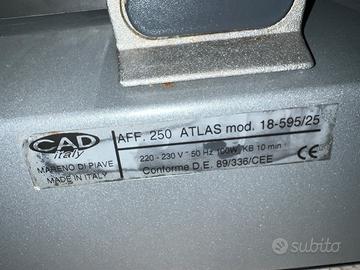 CAD
italy
MARENO DI PIAVE
MADE IN ITALY
AFF. 250 ATLAS mod. 18-595/25
220 - 230 V~ 50 Hz 100W/ KB 10 min
Conforme D.E. 89/336/CEE
CE
subito